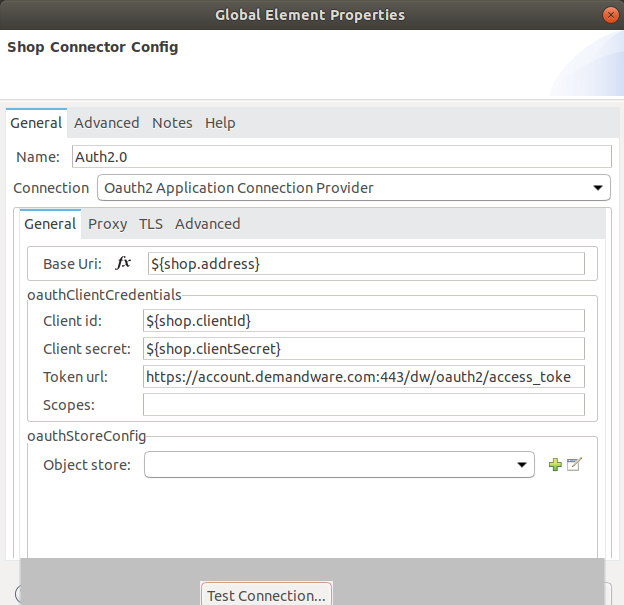 Global Element Properties
Shop Connector Config
General Advanced Notes Help
Name: Auth2.0
Connection Oauth2 Application Connection Provider
General Proxy TLS Advanced
Base Uri: fx ${shop.address}
oauthClientCredentials
Client id: ${shop.clientId}
Client secret: ${shop.clientSecret}
Token url: https://account.demandware.com:443/dw/oauth2/access_toke
Scopes:
oauthStoreConfig
Object store:
Test Connection...